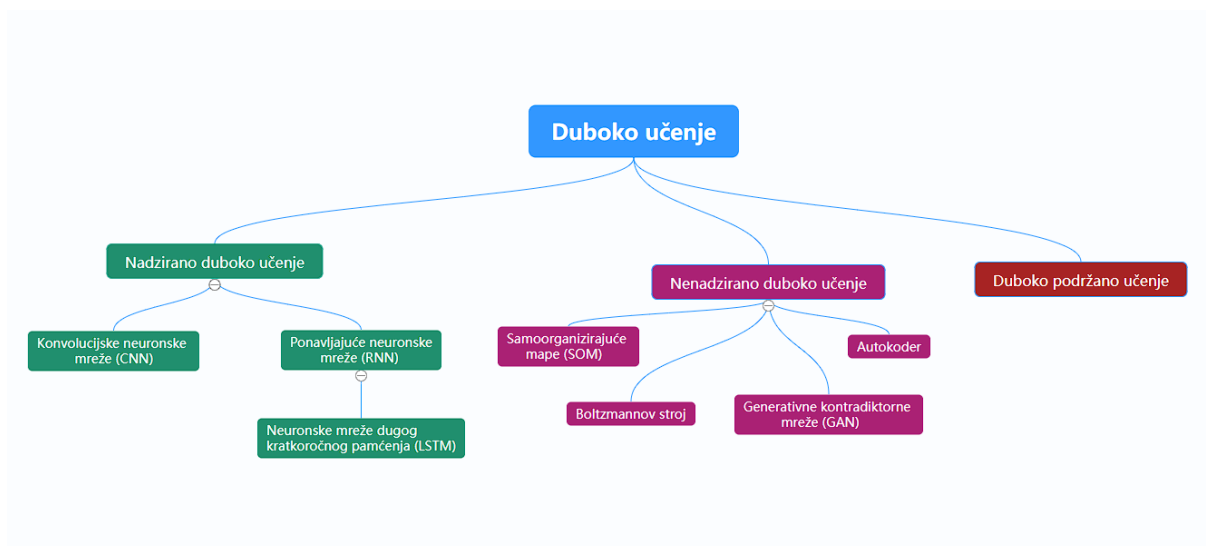 Duboko učenje
Nadzirano duboko učenje
Nenadzirano duboko učenje
Duboko podržano učenje
Konvolucijske neuronske
mreže (CNN)
Ponavljajuće neuronske
mreže (RNN)
Neuronske mreže dugog
kratkoročnog pamćenja (LSTM)
Samoorganizirajuće
mape (SOM)
Boltzmannov stroj
Generativne kontradiktorne
mreže (GAN)
Autokoder